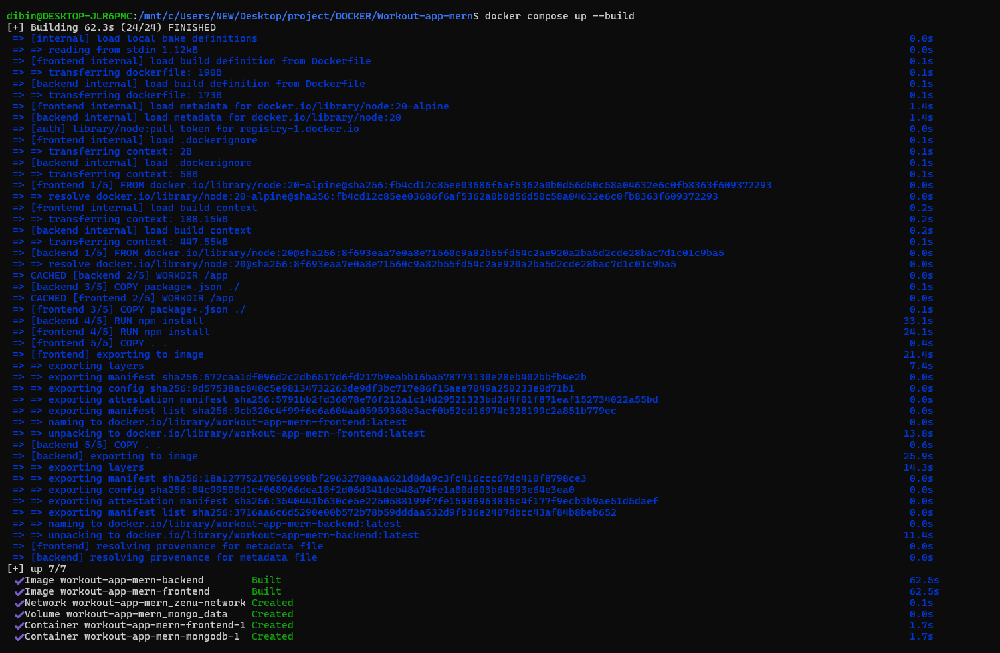 dibin@DESKTOP-JLR6PMC:/mnt/c/Users/NEW/Desktop/project/DOCKER/Workout-app-mern$ docker compose up --build
[+] Building 62.3s (24/24) FINISHED
=> [internal] load local bake definitions 0.0s
=> => reading from stdin 1.12kB 0.0s
=> [frontend internal] load build definition from Dockerfile 0.1s
=> => transferring dockerfile: 190B 0.1s
=> [backend internal] load build definition from Dockerfile 0.1s
=> => transferring dockerfile: 173B 0.1s
=> [frontend internal] load metadata for docker.io/library/node:20-alpine 1.4s
=> [backend internal] load metadata for docker.io/library/node:20 1.4s
=> [auth] library/node:pull token for registry-1.docker.io 0.0s
=> [frontend internal] load .dockerignore 0.1s
=> => transferring context: 2B 0.1s
=> [backend internal] load .dockerignore 0.1s
=> => transferring context: 58B 0.1s
=> [frontend 1/5] FROM docker.io/library/node:20-alpine@sha256:fb4cd12c85ee03686f6af5362a0b0d56d50c58a04632e6c0fb8363f609372293 0.0s
=> => resolve docker.io/library/node:20-alpine@sha256:fb4cd12c85ee03686f6af5362a0b0d56d50c58a04632e6c0fb8363f609372293 0.0s
=> [frontend internal] load build context 0.2s
=> => transferring context: 188.15kB 0.2s
=> [backend internal] load build context 0.2s
=> => transferring context: 447.55kB 0.1s
=> [backend 1/5] FROM docker.io/library/node:20@sha256:8f693eaa7e0a8e71560c9a82b55fd54c2ae920a2ba5d2cde28bac7d1c01c9ba5 0.0s
=> => resolve docker.io/library/node:20@sha256:8f693eaa7e0a8e71560c9a82b55fd54c2ae920a2ba5d2cde28bac7d1c01c9ba5 0.0s
=> CACHED [backend 2/5] WORKDIR /app 0.0s
=> [backend 3/5] COPY package*.json ./ 0.1s
=> CACHED [frontend 2/5] WORKDIR /app 0.0s
=> [frontend 3/5] COPY package*.json ./ 0.1s
=> [backend 4/5] RUN npm install 33.1s
=> [frontend 4/5] RUN npm install 24.1s
=> [frontend 5/5] COPY . . 0.4s
=> [frontend] exporting to image 21.4s
=> => exporting layers 7.4s
=> => exporting manifest sha256:672caa1df096d2c2db6517d6fd217b9eabb16ba578773130e28eb402bbfb4e2b 0.0s
=> => exporting config sha256:9d57538ac840c5e98134732263de9df3bc717e86f15aee7049a250233e0d71b1 0.0s
=> => exporting attestation manifest sha256:5791bb2fd36078e76f212a1c14d29521323bd2d4f01f871eaf152734022a55bd 0.0s
=> => exporting manifest list sha256:9cb320c4f99f6e6a604aa05959368e3acf0b52cd16974c328199c2a851b779ec 0.0s
=> => naming to docker.io/library/workout-app-mern-frontend:latest 0.0s
=> => unpacking to docker.io/library/workout-app-mern-frontend:latest 13.8s
=> [backend 5/5] COPY . . 0.6s
=> [backend] exporting to image 25.9s
=> => exporting layers 14.3s
=> => exporting manifest sha256:18a127752170501998bf29632780aaa621d8da9c3fc416ccc67dc410f8798ce3 0.0s
=> => exporting config sha256:84c99508d1cf068966dea18f2d06d341deb48a74fe1a80d603b64593e64e3ea0 0.0s
=> => exporting attestation manifest sha256:3540441b630ce5e2250588199f7fe15986963835c4f177f9ecb3b9ae51d5daef 0.0s
=> => exporting manifest list sha256:3716aa6c6d5290e00b572b78b59dddaa532d9fb36e2407dbcc43af84b8beb652 0.0s
=> => naming to docker.io/library/workout-app-mern-backend:latest 0.0s
=> => unpacking to docker.io/library/workout-app-mern-backend:latest 11.4s
=> [frontend] resolving provenance for metadata file 0.0s
=> [backend] resolving provenance for metadata file 0.0s
[+] up 7/7
✔Image workout-app-mern-backend Built 62.5s
✔Image workout-app-mern-frontend Built 62.5s
✔Network workout-app-mern_zenu-network Created 0.1s
✔Volume workout-app-mern_mongo_data Created 0.0s
✔Container workout-app-mern-frontend-1 Created 1.7s
✔Container workout-app-mern-mongodb-1 Created 1.7s